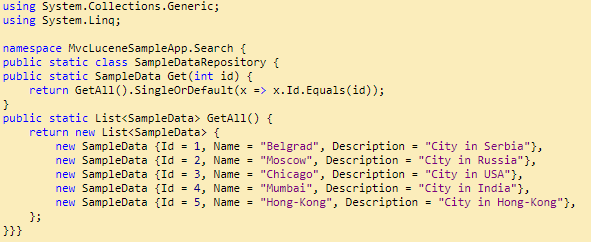 using System.Collections.Generic;
using System.Linq;

namespace MvcLuceneSampleApp.Search {
public static class SampleDataRepository {
public static SampleData Get(int id) {
    return GetAll().SingleOrDefault(x => x.Id.Equals(id));
}
public static List<SampleData> GetAll() {
    return new List<SampleData> {
        new SampleData {Id = 1, Name = "Belgrad", Description = "City in Serbia"},
        new SampleData {Id = 2, Name = "Moscow", Description = "City in Russia"},
        new SampleData {Id = 3, Name = "Chicago", Description = "City in USA"},
        new SampleData {Id = 4, Name = "Mumbai", Description = "City in India"},
        new SampleData {Id = 5, Name = "Hong-Kong", Description = "City in Hong-Kong"},
    };
}}}